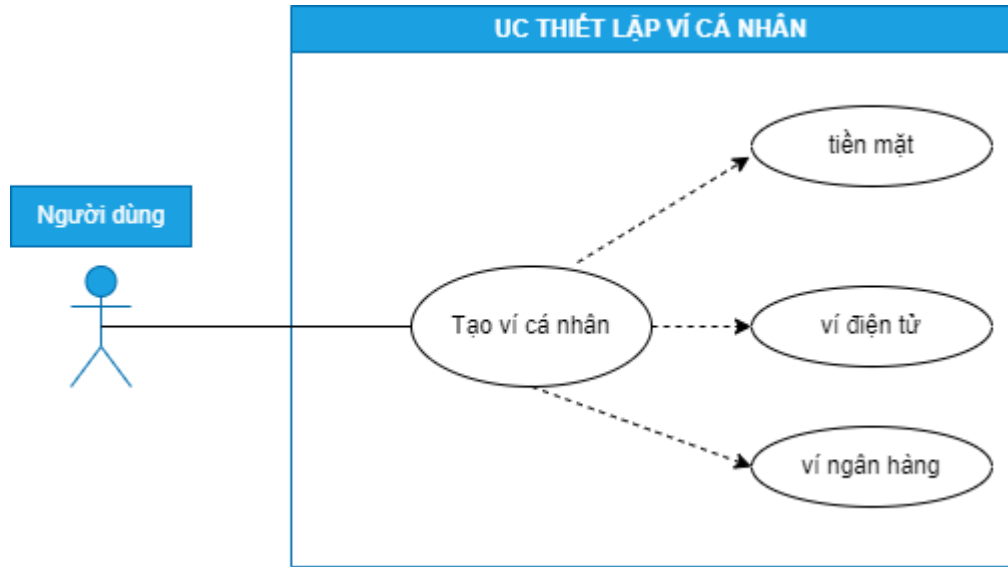 UC THIẾT LẬP VÍ CÁ NHÂN
tiền mặt
Người dùng
Tạo ví cá nhân
ví điện tử
ví ngân hàng